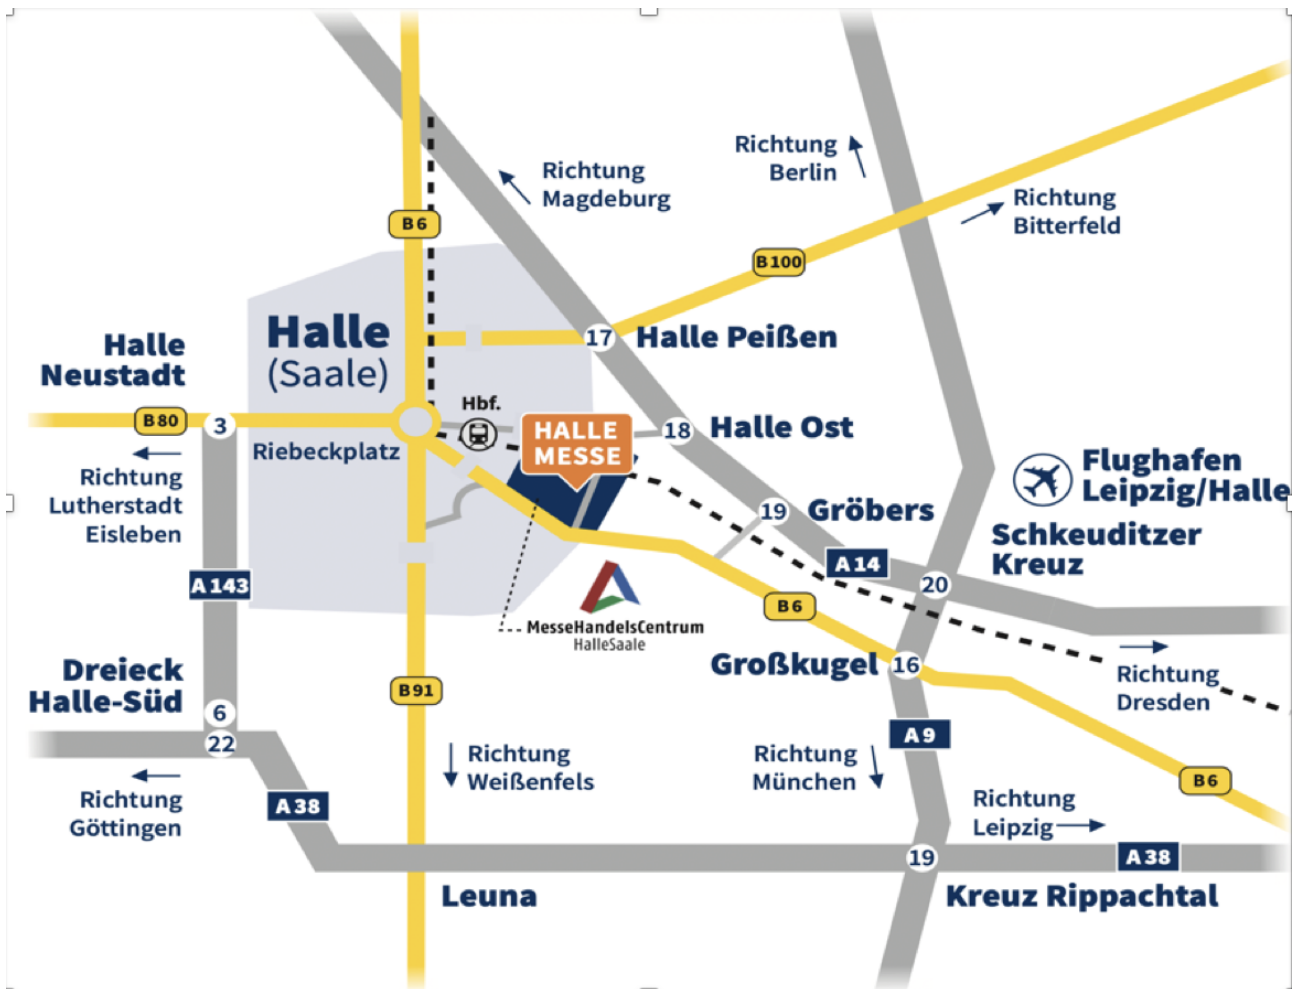 Richtung
Magdeburg
Richtung
Berlin
Richtung
Bitterfeld
B6
B100
Halle
(Saale)
17
Halle Peißen
Halle
Neustadt
B80
3
Riebeckplatz
Hbf.
HALLE
MESSE
18
Halle Ost
Richtung
Lutherstadt
Eisleben
Flughafen
Leipzig/Halle
19
Gröbers
Schkeuditzer
Kreuz
A14
20
A143
B6
MesseHandelsCentrum
HalleSaale
Großkugel
16
Richtung
Dresden
Dreieck
Halle-Süd
6
22
B91
A9
Richtung
Weißenfels
Richtung
München
B6
Richtung
Göttingen
A38
Richtung
Leipzig
19
A38
Leuna
Kreuz Rippachtal